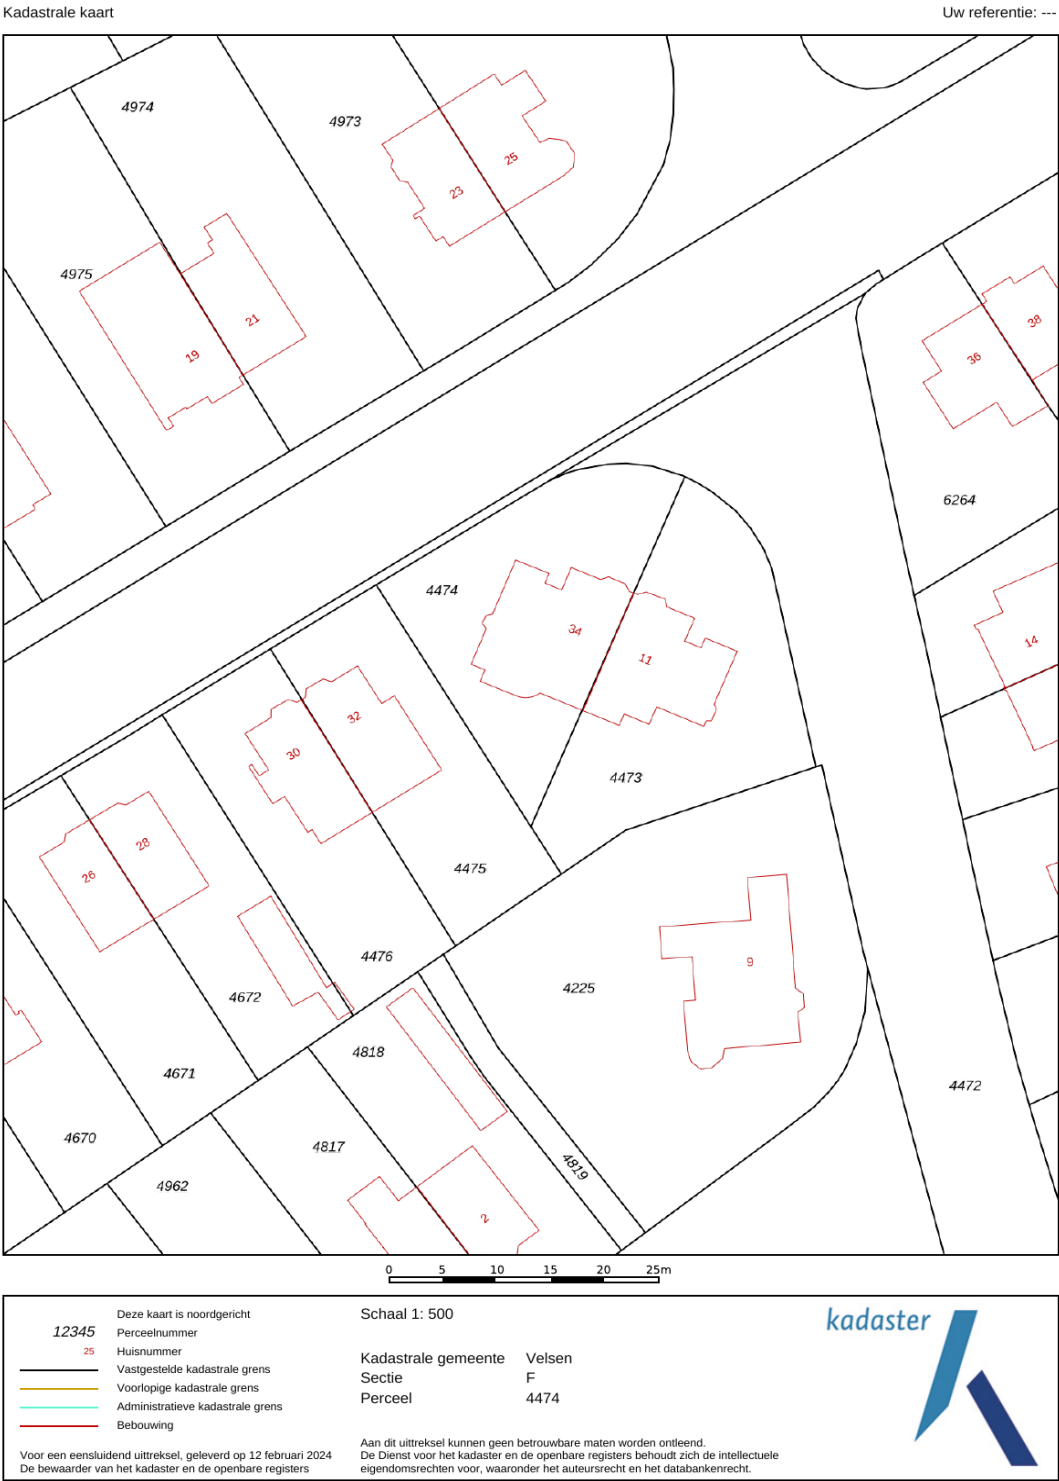 Kadastrale kaart
Uw referentie: ---
4974
4973
25
23
4975
21
19
38
36
6264
4474
34
11
14
32
30
4473
28
26
4475
4476
9
4672
4225
4818
4671
4472
4670
4817
4819
4962
2
0 5 10 15 20 25m
Deze kaart is noordgericht
12345 Perceelnummer
25 Huisnummer
Vastgestelde kadastrale grens
Voorlopige kadastrale grens
Administratieve kadastrale grens
Bebouwing
Voor een eensluidend uittreksel, geleverd op 12 februari 2024
De bewaarder van het kadaster en de openbare registers
Schaal 1: 500
Kadastrale gemeente Velsen
Sectie F
Perceel 4474
Aan dit uittreksel kunnen geen betrouwbare maten worden ontleend.
De Dienst voor het kadaster en de openbare registers behoudt zich de intellectuele
eigendomsrechten voor, waaronder het auteursrecht en het databankenrecht.
kadaster